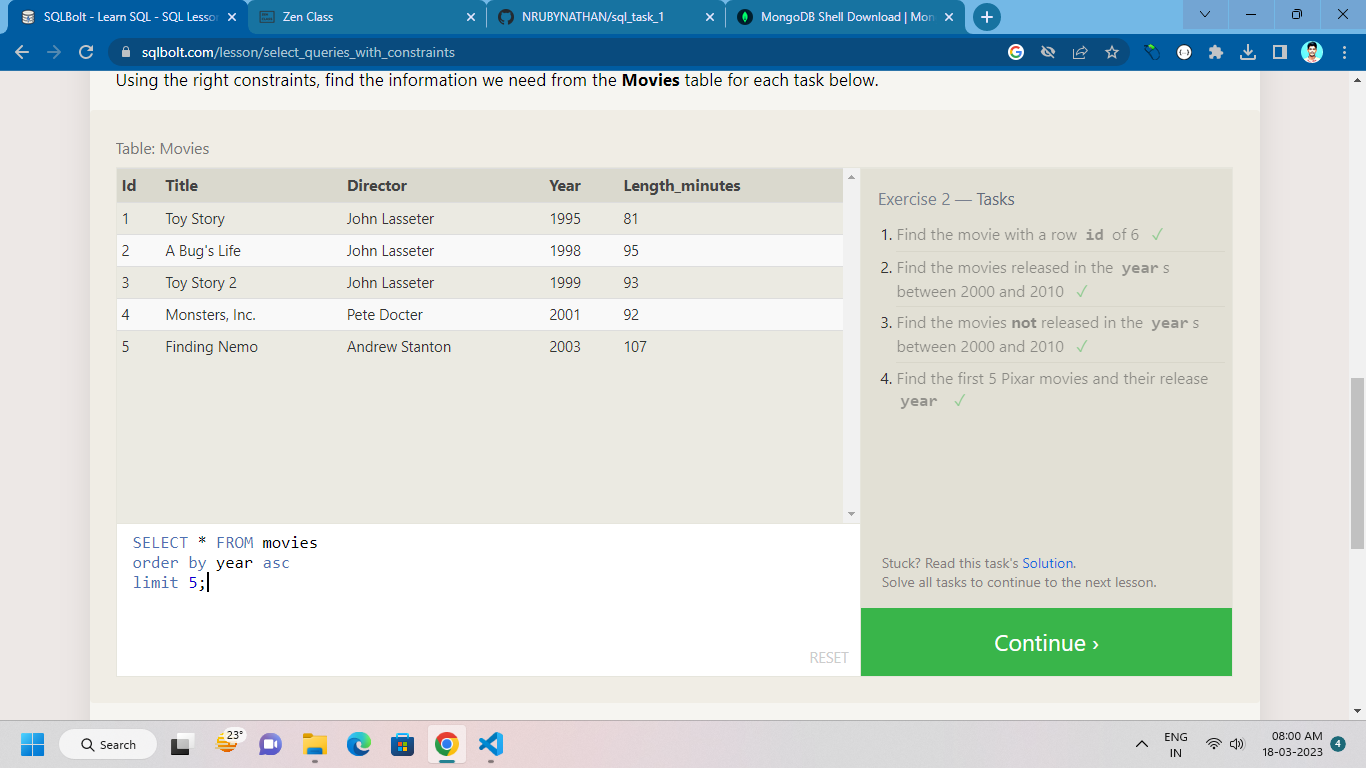 SQLBolt - Learn SQL - SQL Lesso
Zen Class
NRUBYNATHAN/sql_task_1
MongoDB Shell Download | Mon
sqlbolt.com/lesson/select_queries_with_constraints
Using the right constraints, find the information we need from the Movies table for each task below.
Table: Movies
Id Title Director Year Length_minutes
1 Toy Story John Lasseter 1995 81
2 A Bug's Life John Lasseter 1998 95
3 Toy Story 2 John Lasseter 1999 93
4 Monsters, Inc. Pete Docter 2001 92
5 Finding Nemo Andrew Stanton 2003 107
SELECT * FROM movies
order by year asc
limit 5;
RESET
Exercise 2 — Tasks
1. Find the movie with a row id of 6 ✓
2. Find the movies released in the year s
between 2000 and 2010 ✓
3. Find the movies not released in the year s
between 2000 and 2010 ✓
4. Find the first 5 Pixar movies and their release
year ✓
Stuck? Read this task's Solution.
Solve all tasks to continue to the next lesson.
Continue ›
Search
23°
ENG
IN
08:00 AM
18-03-2023
4